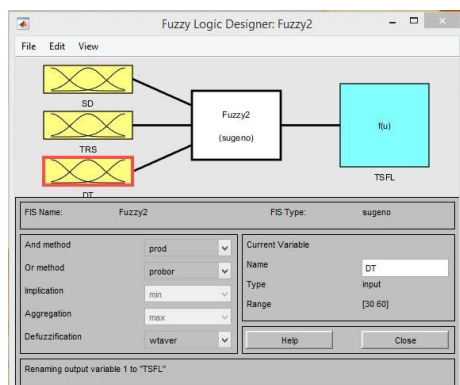 Fuzzy Logic Designer: Fuzzy2
File Edit View
SD
TRS
DT
Fuzzy2
(sugeno)
f(u)
TSFL
FIS Name: Fuzzy2 FIS Type: sugeno
And method prod
Or method probor
Implication min
Aggregation max
Defuzzification wtaver
Current Variable
Name DT
Type input
Range [30 60]
Help Close
Renaming output variable 1 to "TSFL"